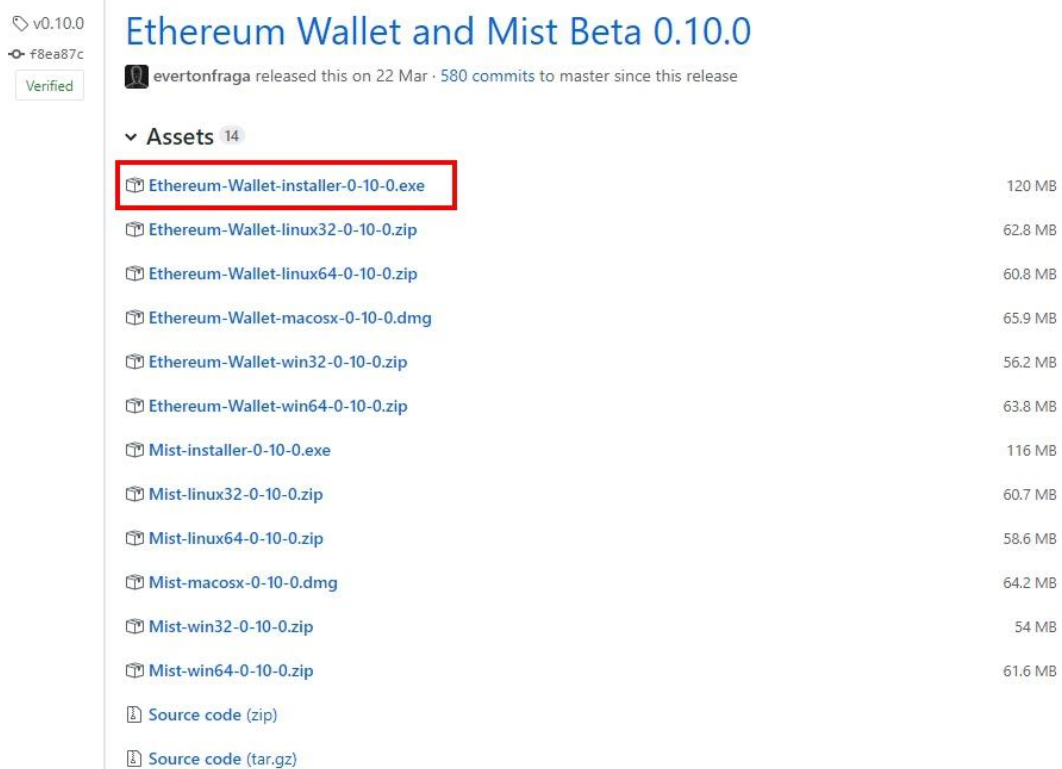 v0.10.0
f8ea87c
Verified
Ethereum Wallet and Mist Beta 0.10.0
evertonfraga released this on 22 Mar · 580 commits to master since this release
Assets 14
Ethereum-Wallet-installer-0-10-0.exe 120 MB
Ethereum-Wallet-linux32-0-10-0.zip 62.8 MB
Ethereum-Wallet-linux64-0-10-0.zip 60.8 MB
Ethereum-Wallet-macosx-0-10-0.dmg 65.9 MB
Ethereum-Wallet-win32-0-10-0.zip 56.2 MB
Ethereum-Wallet-win64-0-10-0.zip 63.8 MB
Mist-installer-0-10-0.exe 116 MB
Mist-linux32-0-10-0.zip 60.7 MB
Mist-linux64-0-10-0.zip 58.6 MB
Mist-macosx-0-10-0.dmg 64.2 MB
Mist-win32-0-10-0.zip 54 MB
Mist-win64-0-10-0.zip 61.6 MB
Source code (zip)
Source code (tar.gz)